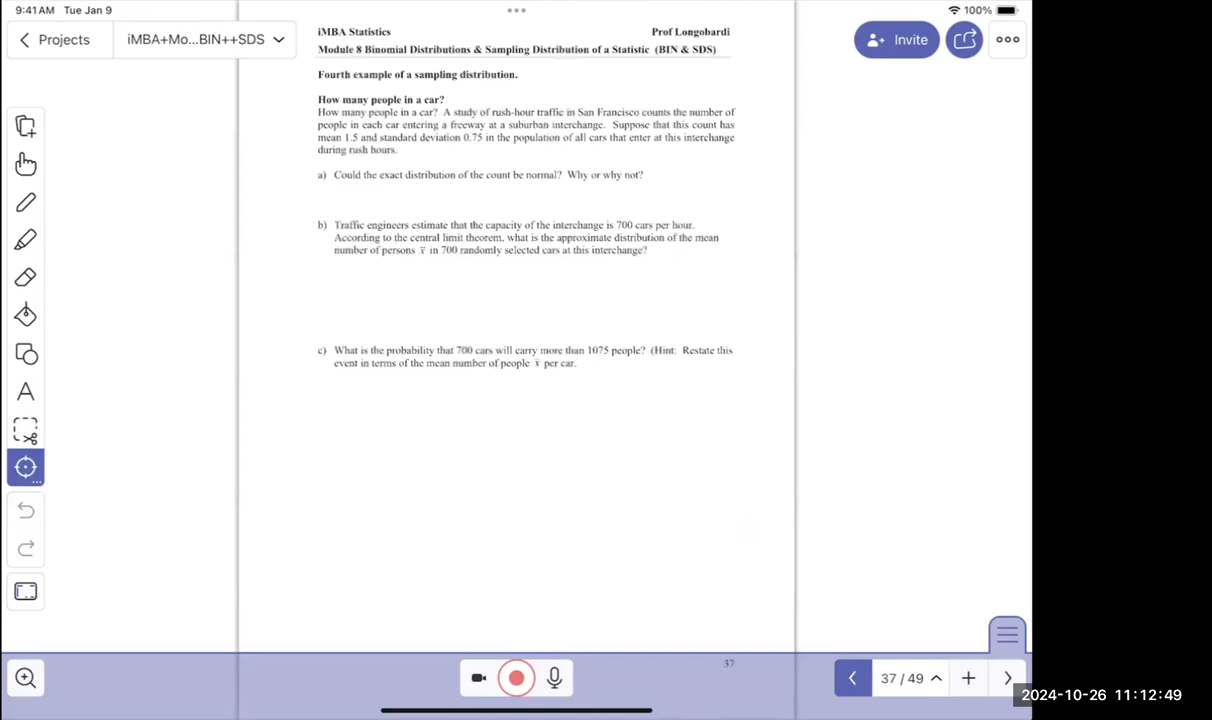 9:41 AM Tue Jan 9
100%
Projects
iMBA+Mo...BIN++SDS
Invite
iMBA Statistics Prof Longobardi
Module 8 Binomial Distributions & Sampling Distribution of a Statistic (BIN & SDS)
Fourth example of a sampling distribution.
How many people in a car?
How many people in a car? A study of rush-hour traffic in San Francisco counts the number of
people in each car entering a freeway at a suburban interchange. Suppose that this count has
mean 1.5 and standard deviation 0.75 in the population of all cars that enter at this interchange
during rush hours.
a) Could the exact distribution of the count be normal? Why or why not?
b) Traffic engineers estimate that the capacity of the interchange is 700 cars per hour.
According to the central limit theorem, what is the approximate distribution of the mean
number of persons x̄ in 700 randomly selected cars at this interchange?
c) What is the probability that 700 cars will carry more than 1075 people? (Hint: Restate this
event in terms of the mean number of people x̄ per car.
A
37
37 / 49
2024-10-26 11:12:49